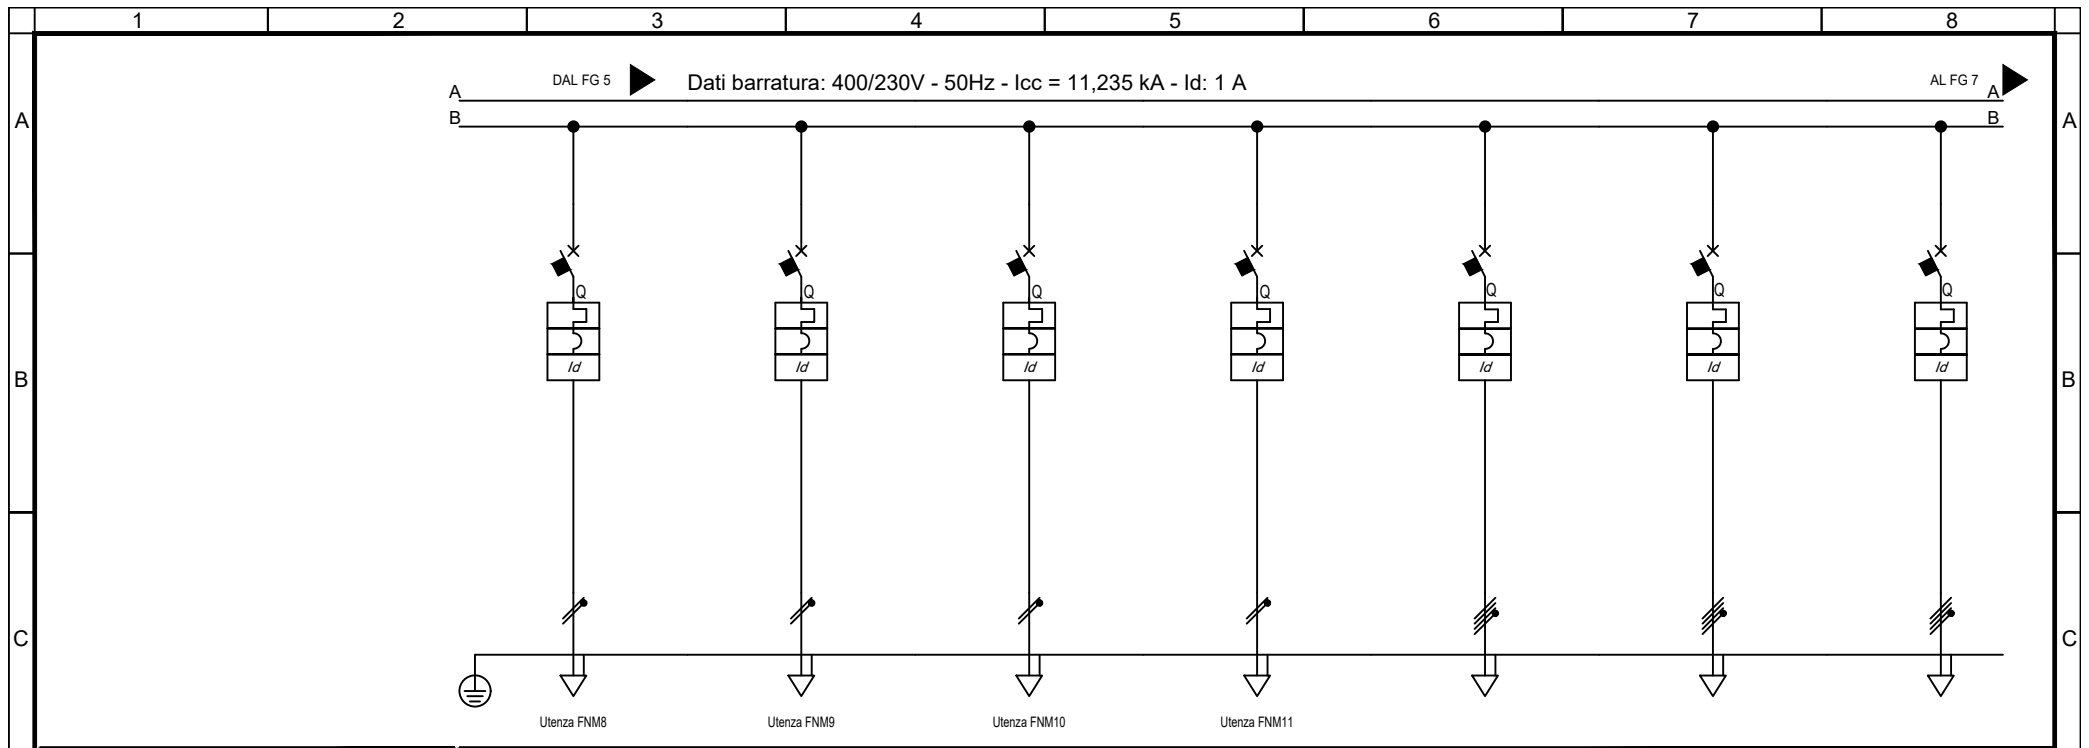 1 2 3 4 5 6 7 8
DAL FG 5 Dati barratura: 400/230V - 50Hz - Icc = 11,235 kA - Id: 1 A AL FG 7
A A
A A
B B
Q Q Q Q Q Q Q
Id Id Id Id Id Id Id
B B
C C
Utenza FNM8 Utenza FNM9 Utenza FNM10 Utenza FNM11